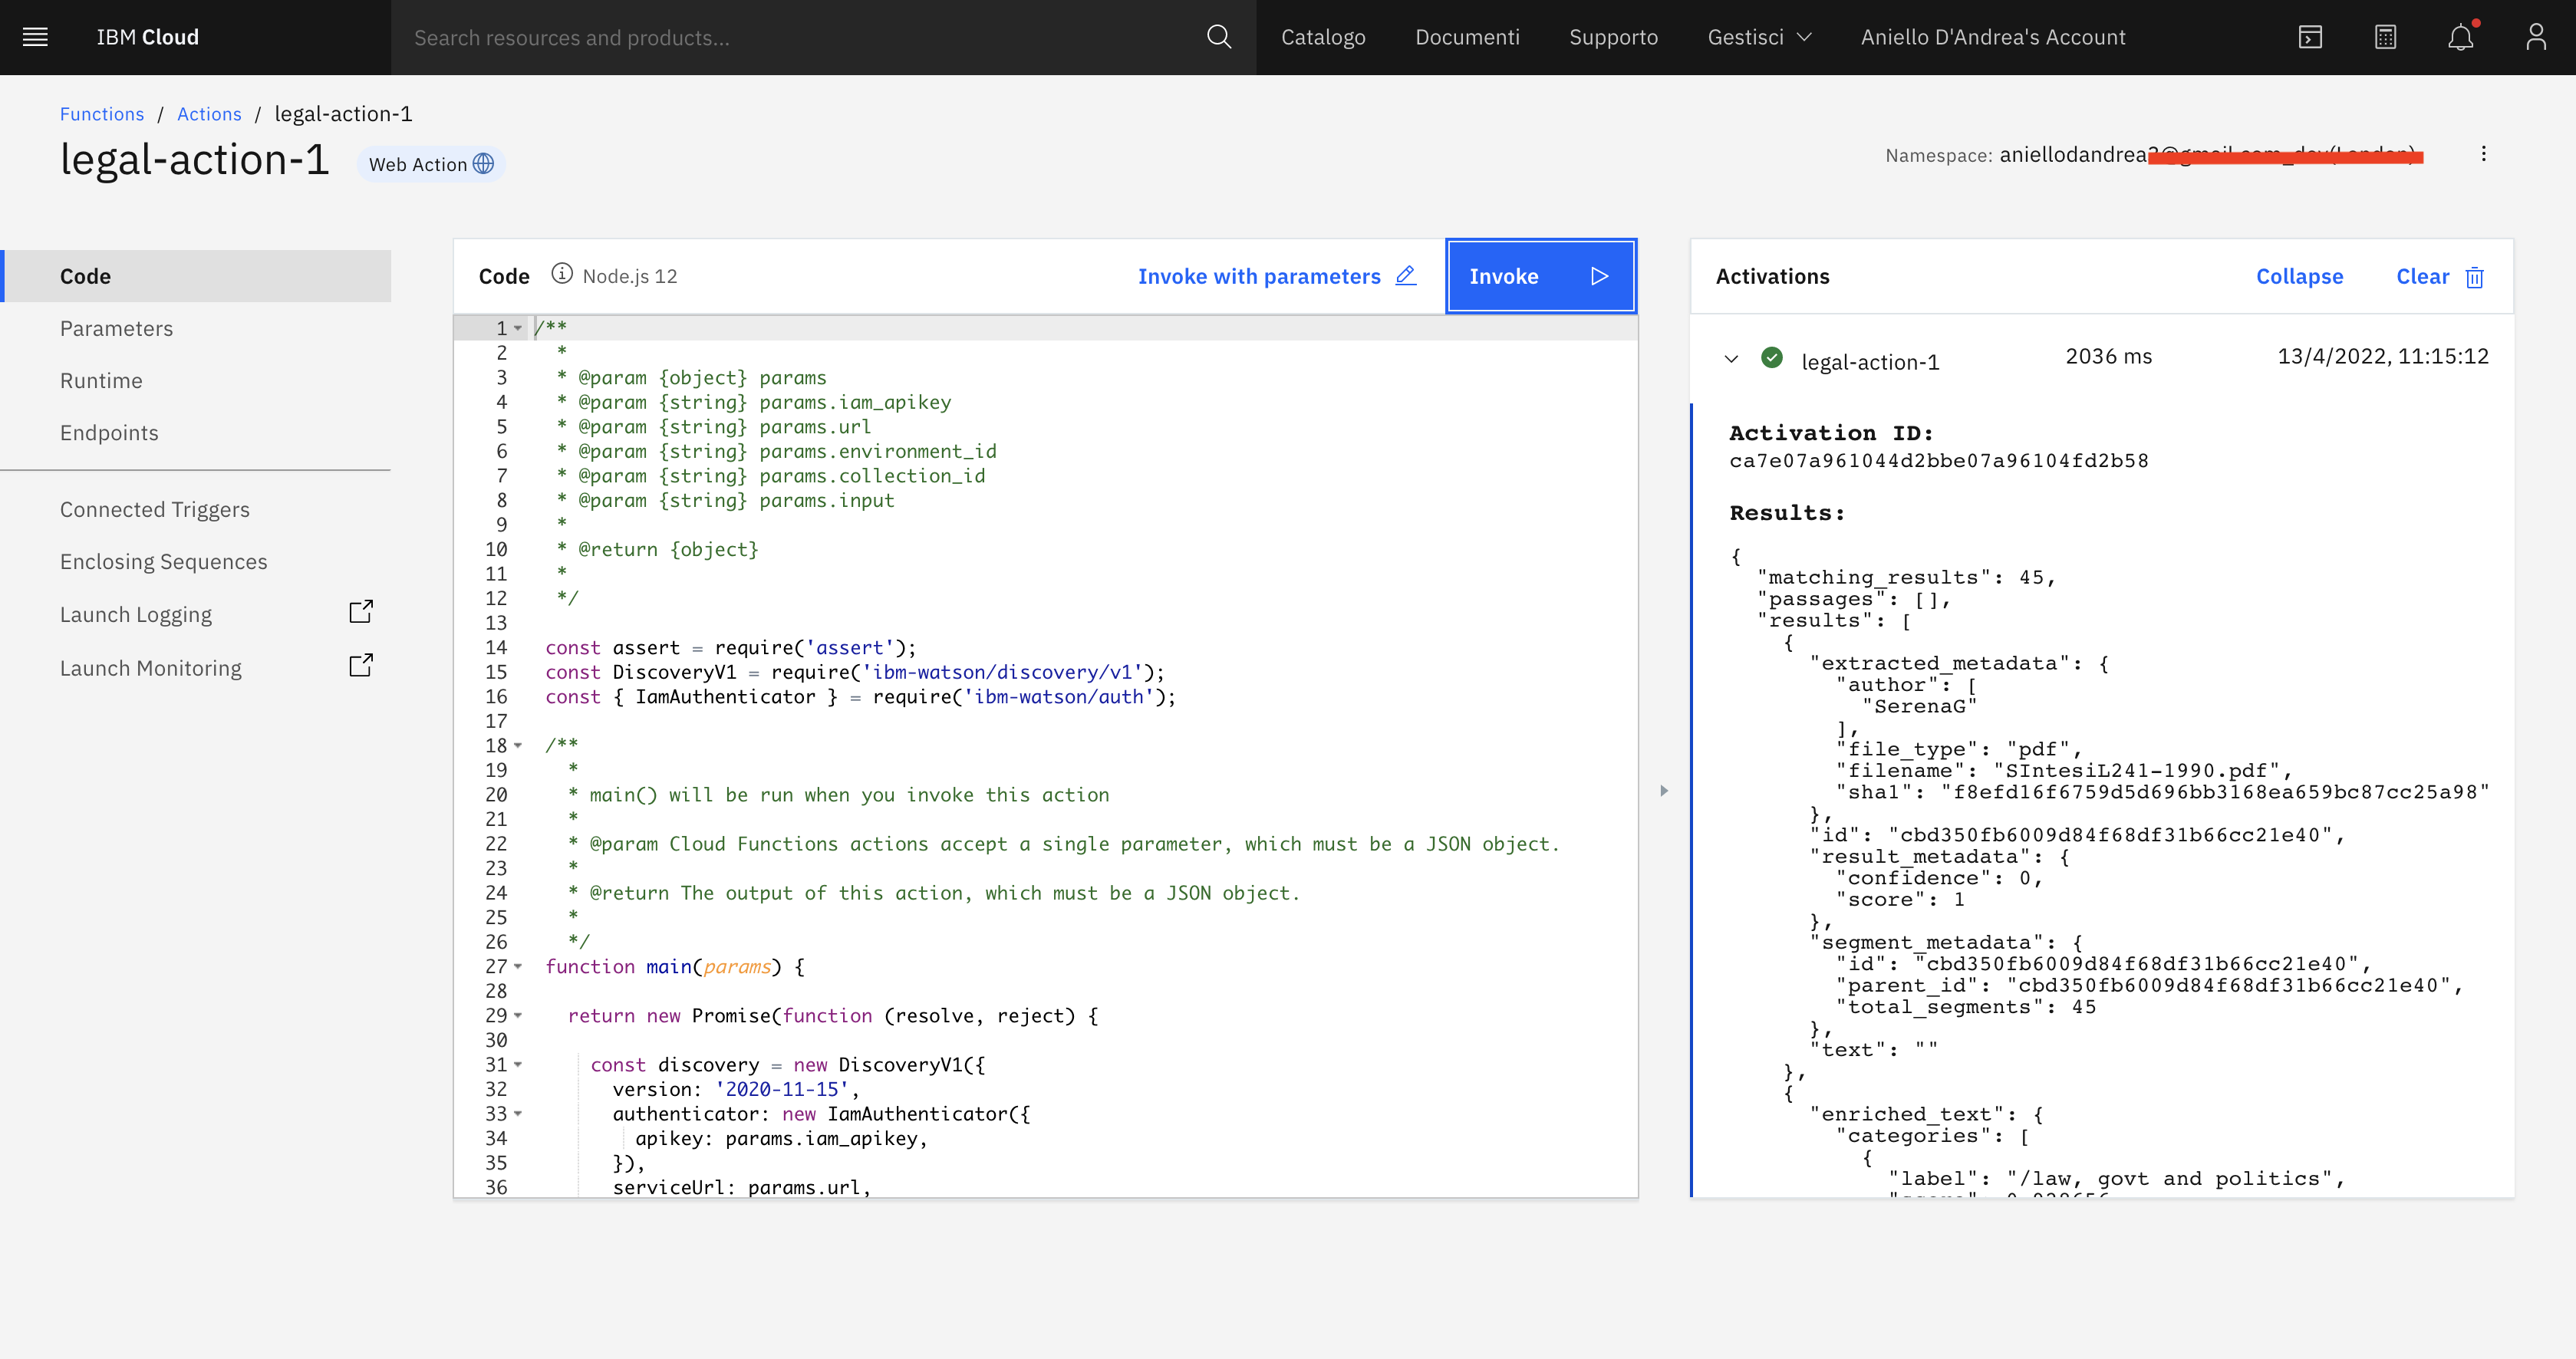 IBM Cloud
Search resources and products...
Catalogo
Documenti
Supporto
Gestisci
Aniello D'Andrea's Account
Functions / Actions / legal-action-1
legal-action-1
Web Action
Namespace: aniellodandrea
Code
Parameters
Runtime
Endpoints
Connected Triggers
Enclosing Sequences
Launch Logging
Launch Monitoring
Code
Node.js 12
Invoke with parameters
Invoke
1 /**
2 *
3 * @param {object} params
4 * @param {string} params.iam_apikey
5 * @param {string} params.url
6 * @param {string} params.environment_id
7 * @param {string} params.collection_id
8 * @param {string} params.input
9 *
10 * @return {object}
11 *
12 */
13
14 const assert = require('assert');
15 const DiscoveryV1 = require('ibm-watson/discovery/v1');
16 const { IamAuthenticator } = require('ibm-watson/auth');
17
18 /**
19 *
20 * main() will be run when you invoke this action
21 *
22 * @param Cloud Functions actions accept a single parameter, which must be a JSON object.
23 *
24 * @return The output of this action, which must be a JSON object.
25 *
26 */
27 function main(params) {
28
29 return new Promise(function (resolve, reject) {
30
31 const discovery = new DiscoveryV1({
32 version: '2020-11-15',
33 authenticator: new IamAuthenticator({
34 apikey: params.iam_apikey,
35 }),
36 serviceUrl: params.url,
Activations
Collapse
Clear
legal-action-1
2036 ms
13/4/2022, 11:15:12
Activation ID:
ca7e07a961044d2bbe07a96104fd2b58
Results:
{
"matching_results": 45,
"passages": [],
"results": [
{
"extracted_metadata": {
"author": [
"SerenaG"
],
"file_type": "pdf",
"filename": "SIntesiL241-1990.pdf",
"sha1": "f8efd16f6759d5d696bb3168ea659bc87cc25a98"
},
"id": "cbd350fb6009d84f68df31b66cc21e40",
"result_metadata": {
"confidence": 0,
"score": 1
},
"segment_metadata": {
"id": "cbd350fb6009d84f68df31b66cc21e40",
"parent_id": "cbd350fb6009d84f68df31b66cc21e40",
"total_segments": 45
},
"text": ""
},
{
"enriched_text": {
"categories": [
{
"label": "/law, govt and politics",